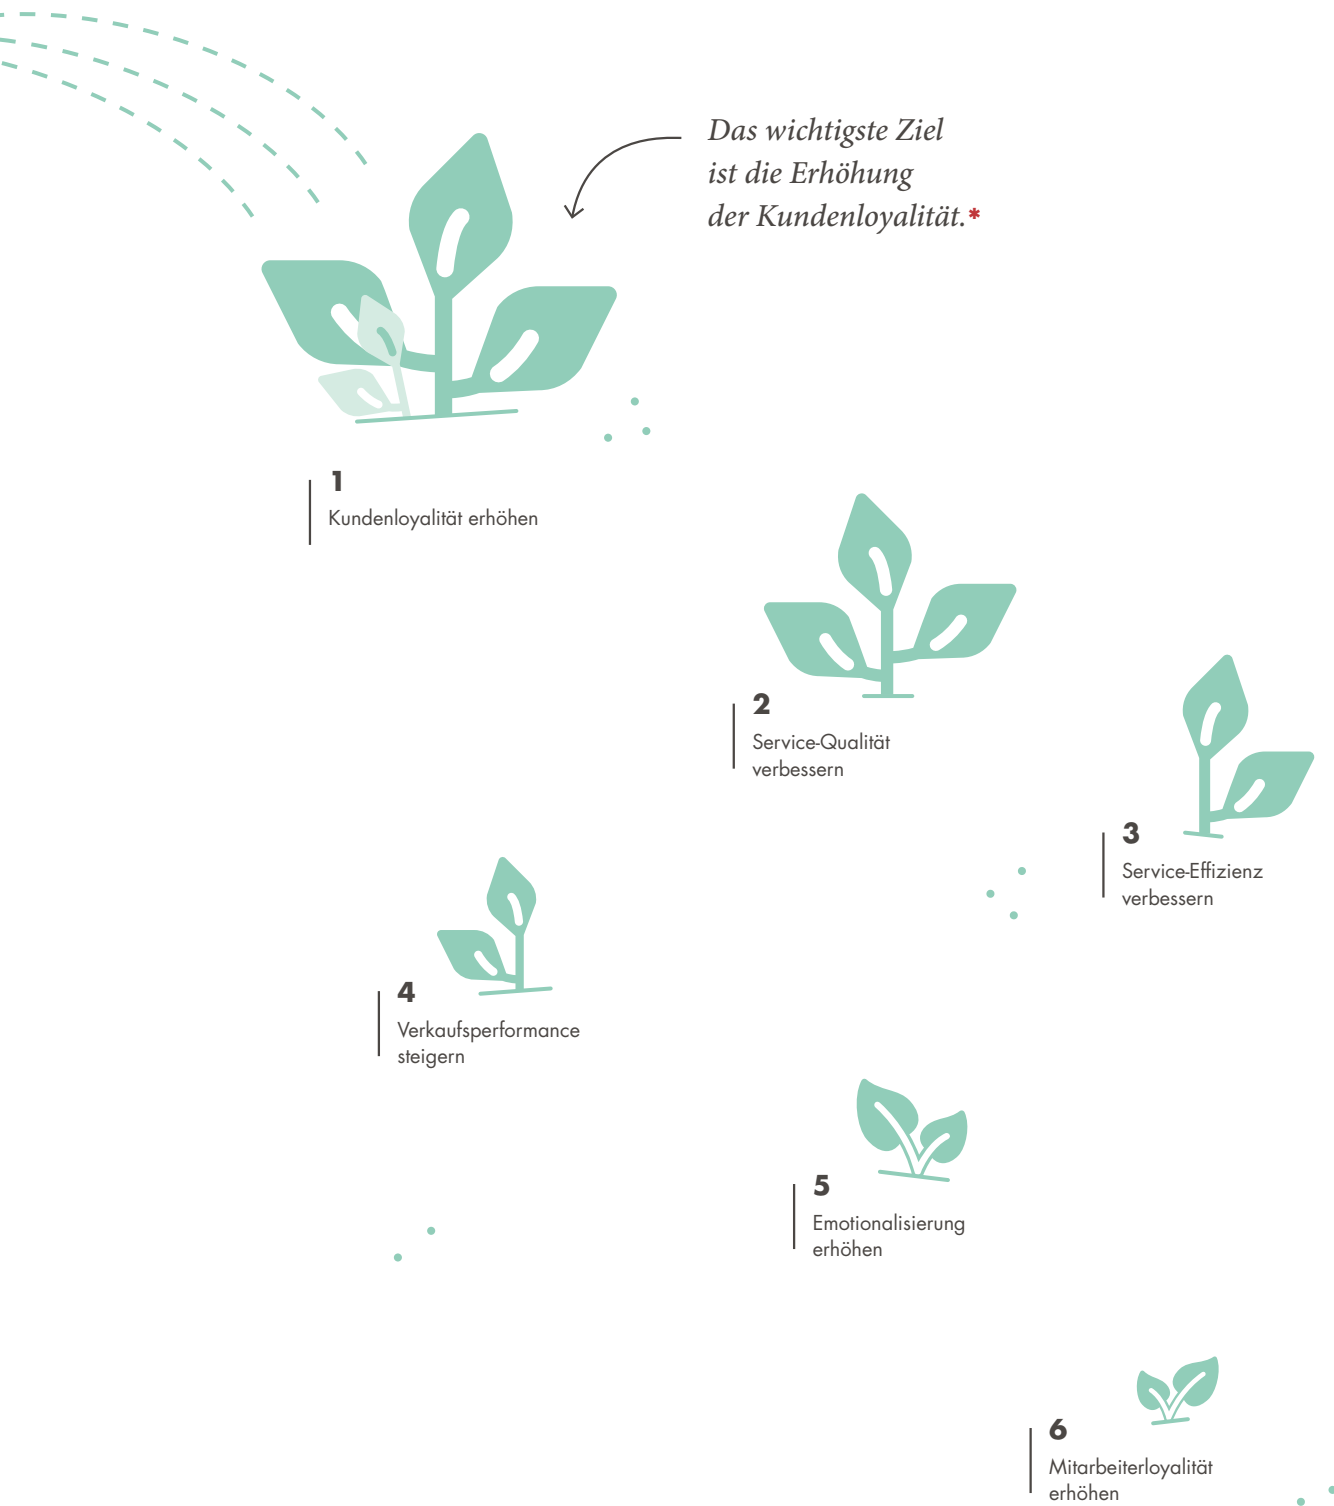 Das wichtigste Ziel
ist die Erhöhung
der Kundenloyalität.*
1
Kundenloyalität erhöhen
2
Service-Qualität
verbessern
3
Service-Effizienz
verbessern
4
Verkaufsperformance
steigern
5
Emotionalisierung
erhöhen
6
Mitarbeiterloyalität
erhöhen